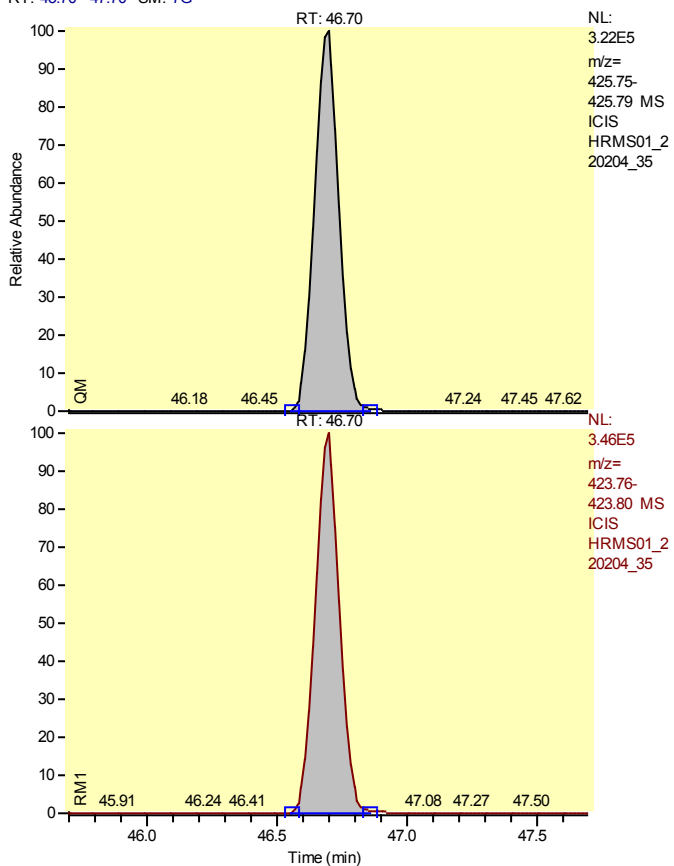 RT: 46.70
NL:
3.22E5
m/z=
425.75-
425.79 MS
ICIS
HRMS01_2
20204_35
100
90
80
70
60
50
40
30
20
10
0
Relative Abundance
QM
46.18 46.45 47.24 47.45 47.62
RT: 46.70
NL:
3.46E5
m/z=
423.76-
423.80 MS
ICIS
HRMS01_2
20204_35
100
90
80
70
60
50
40
30
20
10
0
RM1
45.91 46.24 46.41 47.08 47.27 47.50
46.0 46.5 47.0 47.5
Time (min)